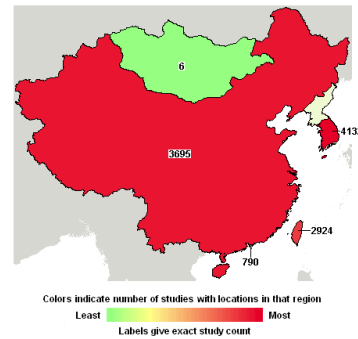 6
3695
2924
790
Colors indicate number of studies with locations in that region
Least Most
Labels give exact study count